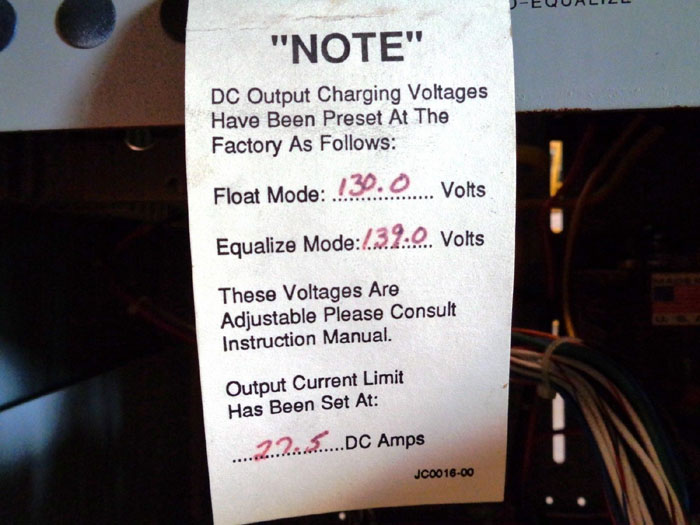 "NOTE"
DC Output Charging Voltages
Have Been Preset At The
Factory As Follows:
Float Mode: 130.0 Volts
Equalize Mode: 139.0 Volts
These Voltages Are
Adjustable Please Consult
Instruction Manual.
Output Current Limit
Has Been Set At:
27.5 DC Amps
JC0016-00